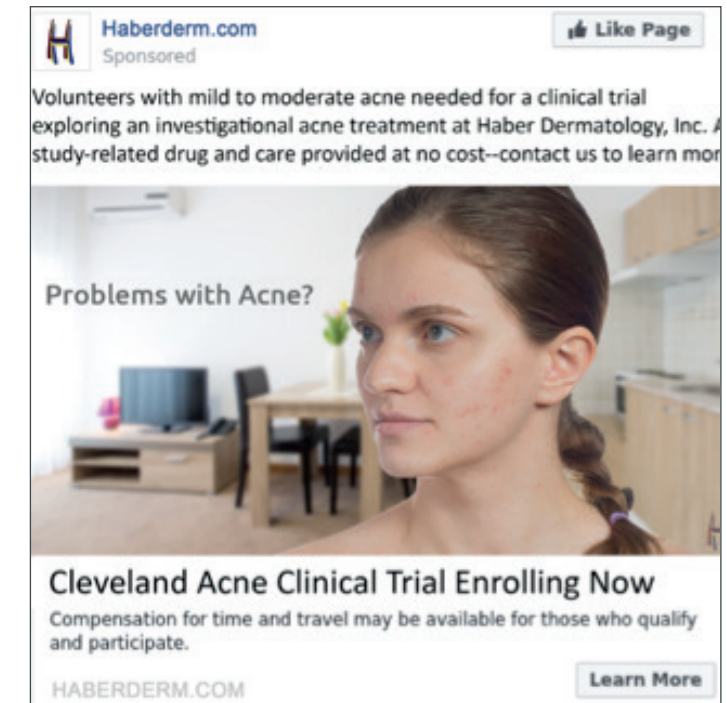 Haberderm.com
Like Page
Sponsored
Volunteers with mild to moderate acne needed for a clinical trial
exploring an investigational acne treatment at Haber Dermatology, Inc.
study-related drug and care provided at no cost--contact us to learn
Problems with Acne?
Cleveland Acne Clinical Trial Enrolling Now
Compensation for time and travel may be available for those who qualify
and participate.
HABERDERM.COM
Learn More